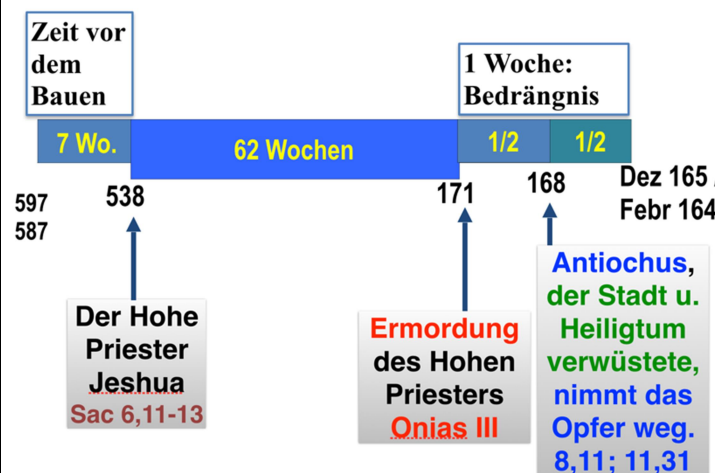 Zeit vor
dem
Bauen
1 Woche:
Bedrängnis
7 Wo.
62 Wochen
1/2
1/2
597
587
538
171
168
Dez 165
Febr 164
Der Hohe
Priester
Jeshua
Sac 6,11-13
Ermordung
des Hohen
Priesters
Onias III
Antiochus,
der Stadt u.
Heiligtum
verwüstete,
nimmt das
Opfer weg.
8,11; 11,31